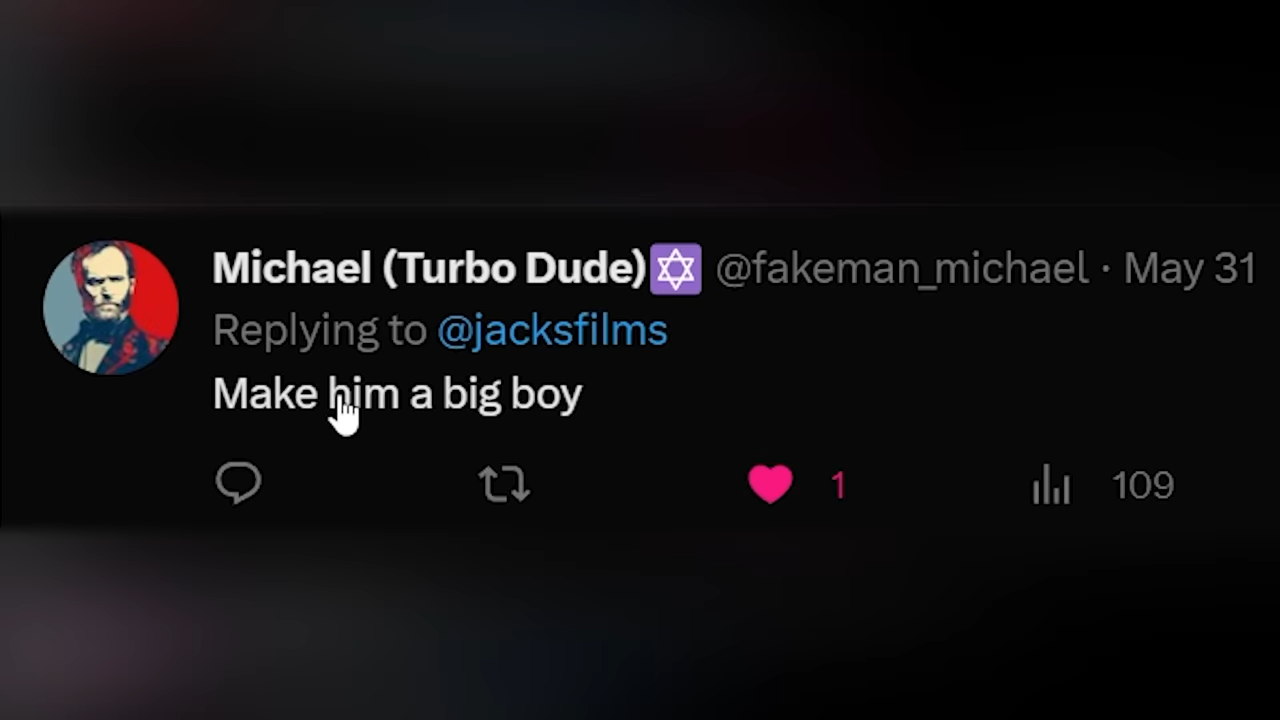 Michael (Turbo Dude)✡️ @fakeman_michael · May 31
Replying to @jacksfilms
Make him a big boy
1 109